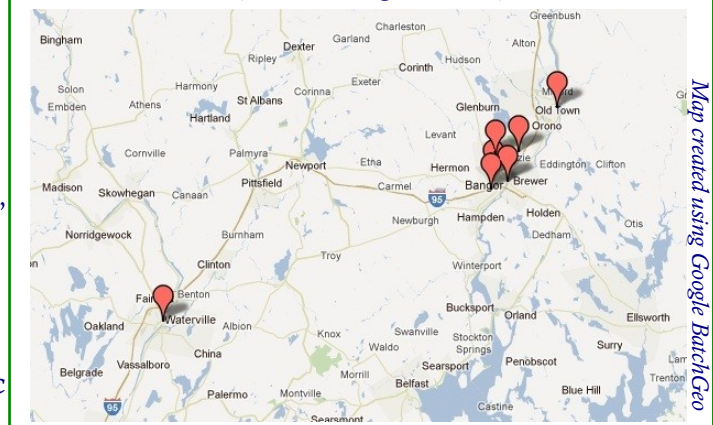 Greenbush
Charleston
Bingham
Garland
Dexter
Alton
Ripley
Hudson
Corinth
Solon
Harmony
Corinna
Exeter
Embden
Athens
St Albans
Glenburn
Old Town
Hartland
Levant
Orono
Cornville
Palmyra
Newport
Etna
Hermon
Eddington
Clifton
Madison
Skowhegan
Canaan
Pittsfield
Carmel
95
Bangor
Brewer
Newburgh
Hampden
Holden
Otis
Norridgewock
Burnham
Dedham
Clinton
Troy
Winterport
Benton
Bucksport
Orland
Ellsworth
Oakland
Waterville
Albion
Knox
Swanville
Stockton
Springs
Surry
China
Waldo
Penobscot
Belgrade
Vassalboro
Morrill
Searsport
Trenton
95
Palermo
Montville
Belfast
Blue Hill
Searsmont
Castine
Map created using Google BatchGeo